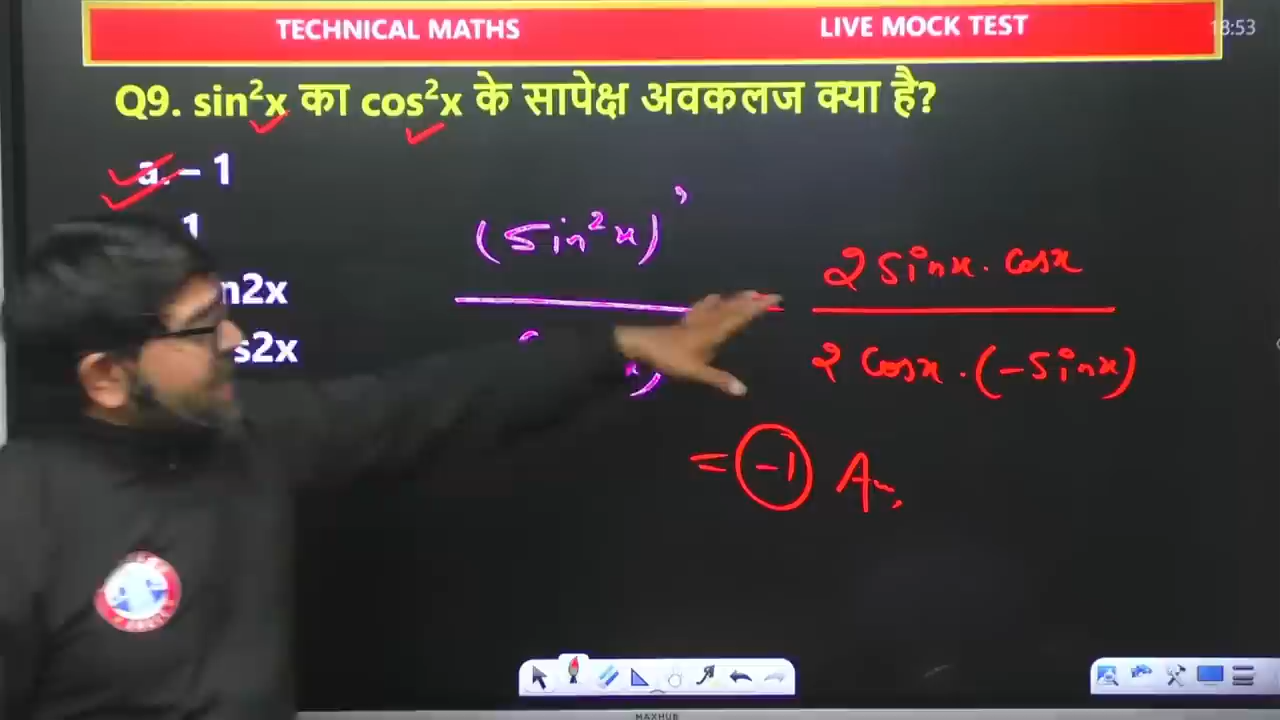 TECHNICAL MATHS LIVE MOCK TEST
18:53
Q9. sin²x का cos²x के सापेक्ष अवकलज क्या है?
a. – 1
1
n2x
s2x
(sin²x)'
2 sinx. cosx
2 cosx . (-sinx)
x)
= -1 Ans.
MAXHUB